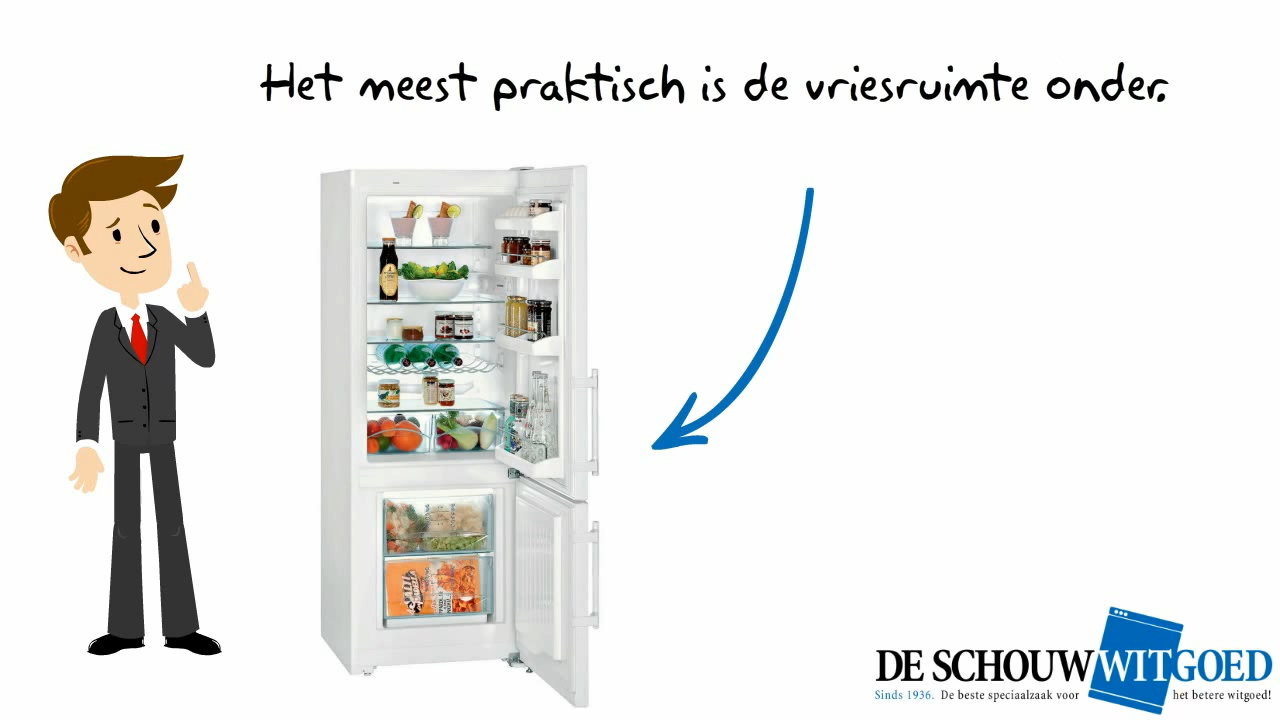 Het meest praktisch is de vriesruimte onder.
DE SCHOUW WITGOED
Sinds 1936. De beste speciaalzaak voor het betere witgoed!